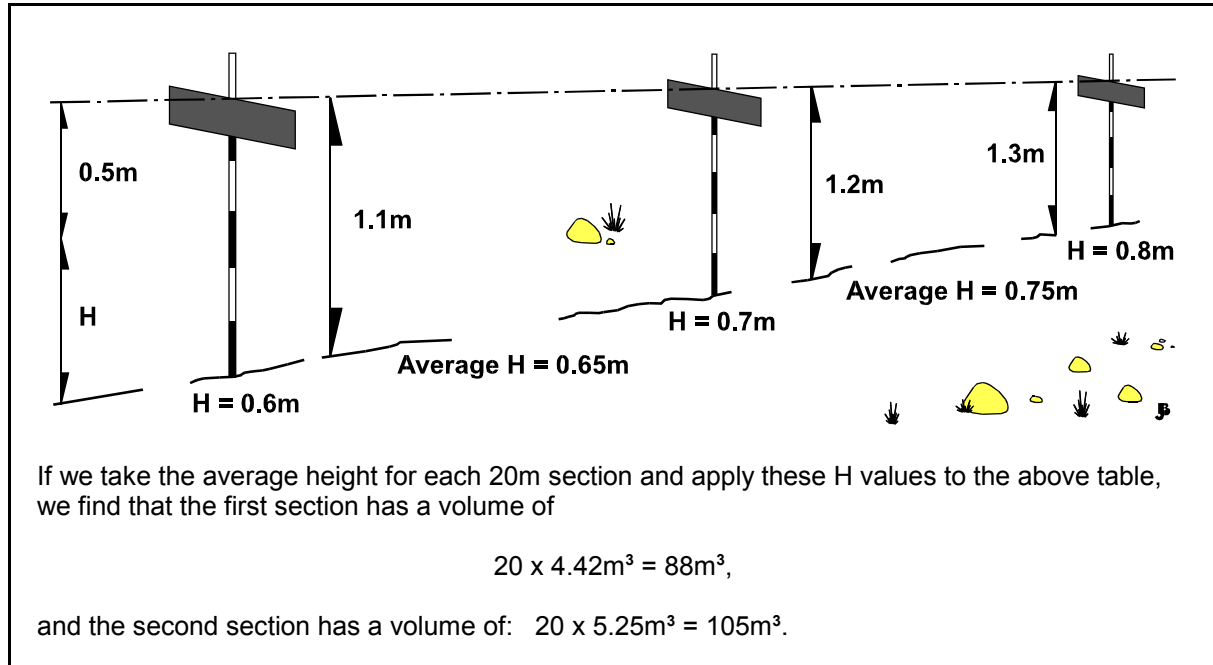 0.5m
1.1m
1.2m
1.3m
H
H = 0.8m
Average H = 0.75m
H = 0.7m
Average H = 0.65m
H = 0.6m
If we take the average height for each 20m section and apply these H values to the above table,
we find that the first section has a volume of
20 x 4.42m³ = 88m³,
and the second section has a volume of: 20 x 5.25m³ = 105m³.